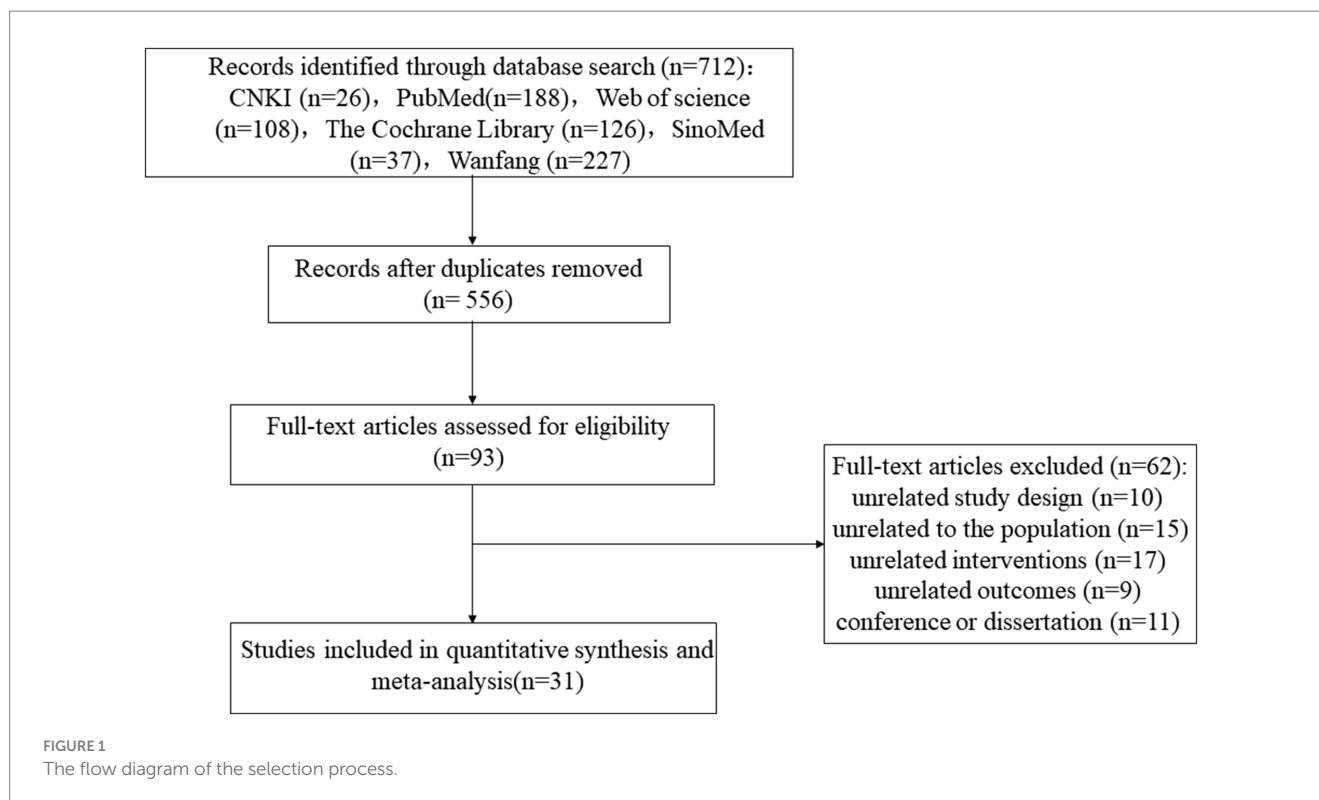 Records identified through database search (n=712)：
CNKI (n=26)，PubMed(n=188)，Web of science
(n=108)，The Cochrane Library (n=126)，SinoMed
(n=37)，Wanfang (n=227)
Records after duplicates removed
(n= 556)
Full-text articles assessed for eligibility
(n=93)
Full-text articles excluded (n=62):
unrelated study design (n=10)
unrelated to the population (n=15)
unrelated interventions (n=17)
unrelated outcomes (n=9)
conference or dissertation (n=11)
Studies included in quantitative synthesis and
meta-analysis(n=31)
FIGURE 1
The flow diagram of the selection process.